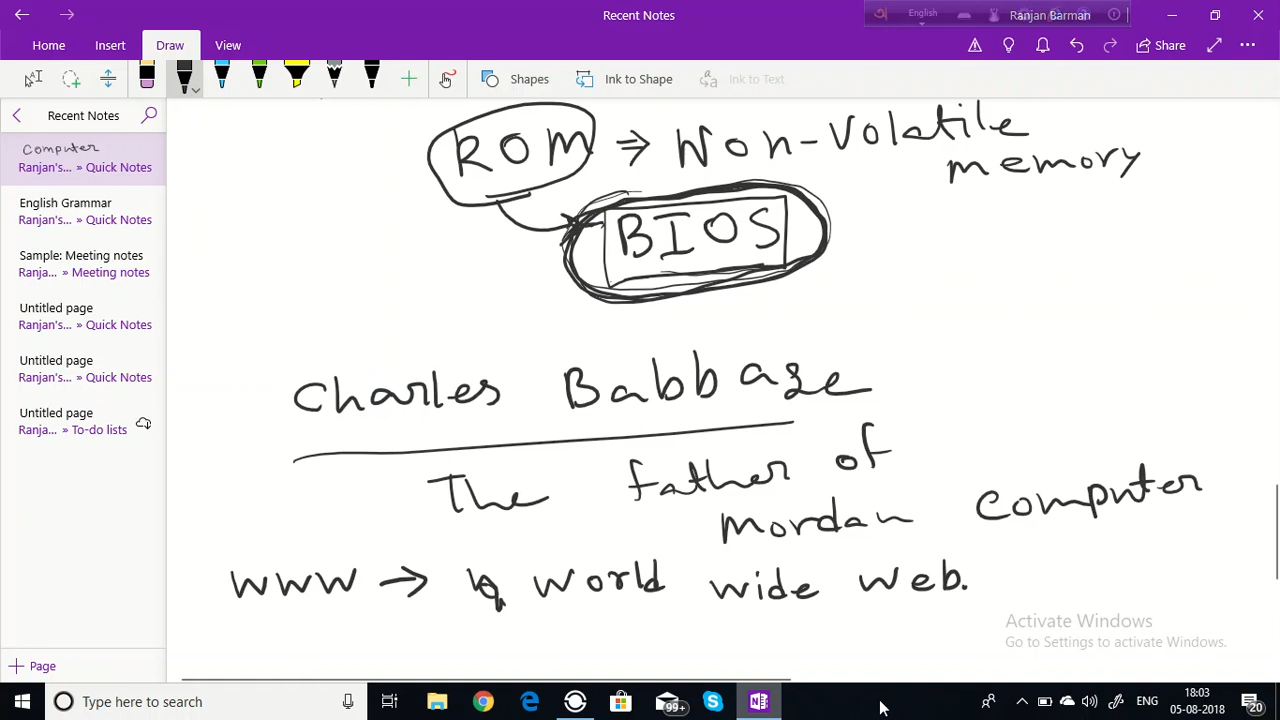 Recent Notes
English
Ranjan Barman
Home Insert Draw View
Share
Shapes Ink to Shape Ink to Text
Recent Notes
Computer
Ranjan's... » Quick Notes
English Grammar
Ranjan's... » Quick Notes
Sample: Meeting notes
Ranja... » Meeting notes
Untitled page
Ranjan's... » Quick Notes
Untitled page
Ranjan's... » Quick Notes
Untitled page
Ranja... » To-do lists
Page
ROM ⇒ Non-Volatile
memory
BIOS
Charles Babbage
The father of
mordan computer
WWW → World wide web.
Activate Windows
Go to Settings to activate Windows.
Type here to search
99+
ENG
18:03
05-08-2018
20